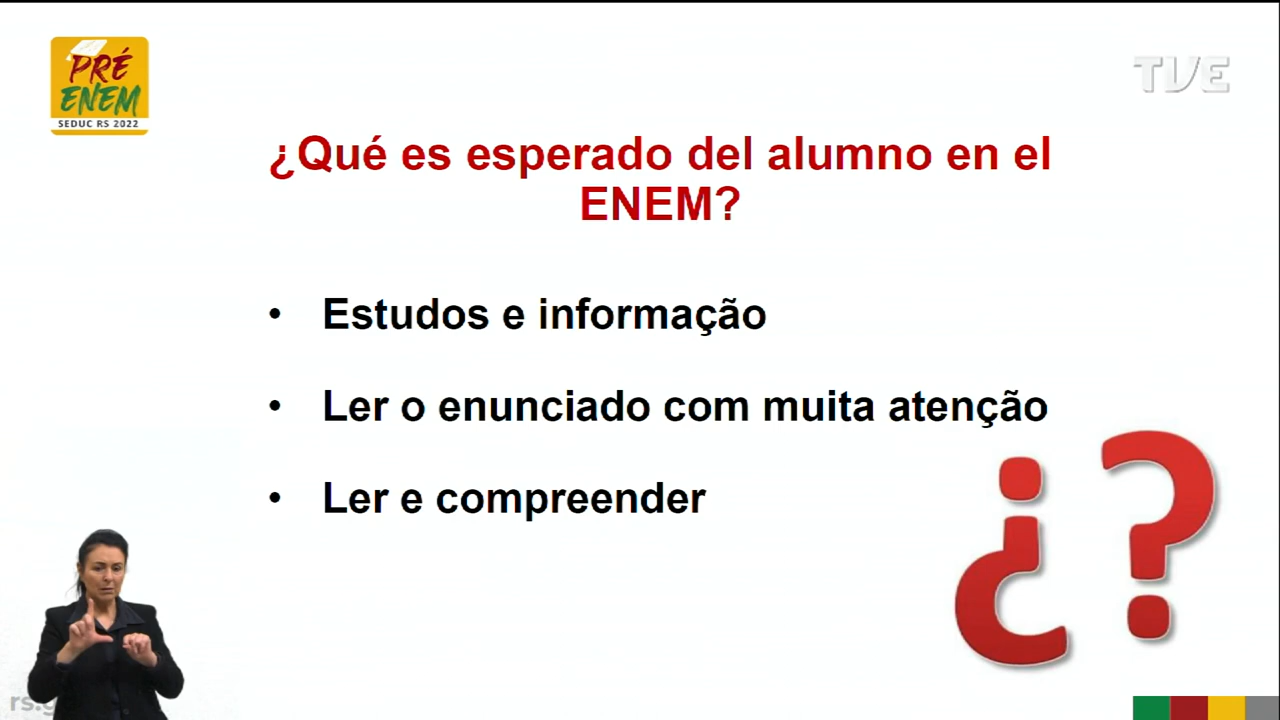 PRÉ
ENEM
SEDUC RS 2022
TVE
¿Qué es esperado del alumno en el
ENEM?
• Estudos e informação
• Ler o enunciado com muita atenção
• Ler e compreender
¿?